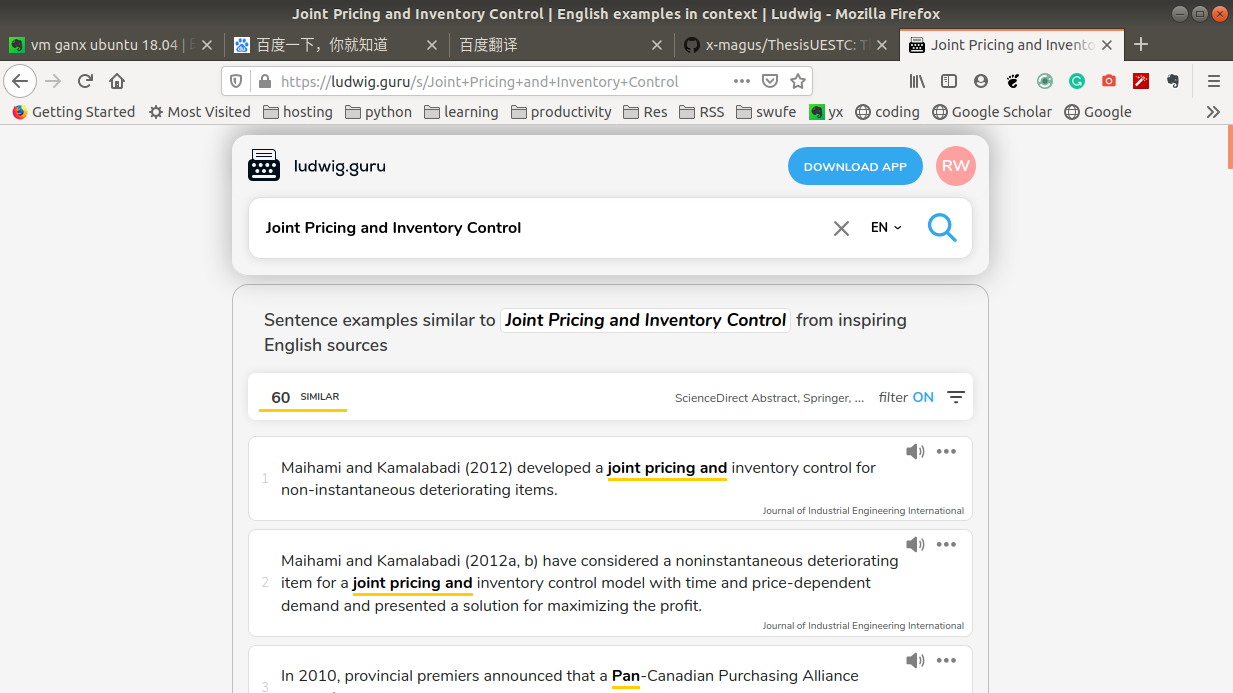 Joint Pricing and Inventory Control | English examples in context | Ludwig - Mozilla Firefox
vm ganx ubuntu 18.04 |
百度一下，你就知道
百度翻译
x-magus/ThesisUESTC: T
Joint Pricing and Invento
https://ludwig.guru/s/Joint+Pricing+and+Inventory+Control
Getting Started
Most Visited
hosting
python
learning
productivity
Res
RSS
swufe
yx
coding
Google Scholar
Google
ludwig.guru
DOWNLOAD APP
RW
Joint Pricing and Inventory Control
EN
Sentence examples similar to Joint Pricing and Inventory Control from inspiring
English sources
60 SIMILAR
ScienceDirect Abstract, Springer, ...
filter ON
1
Maihami and Kamalabadi (2012) developed a joint pricing and inventory control for
non-instantaneous deteriorating items.
Journal of Industrial Engineering International
2
Maihami and Kamalabadi (2012a, b) have considered a noninstantaneous deteriorating
item for a joint pricing and inventory control model with time and price-dependent
demand and presented a solution for maximizing the profit.
Journal of Industrial Engineering International
3
In 2010, provincial premiers announced that a Pan-Canadian Purchasing Alliance